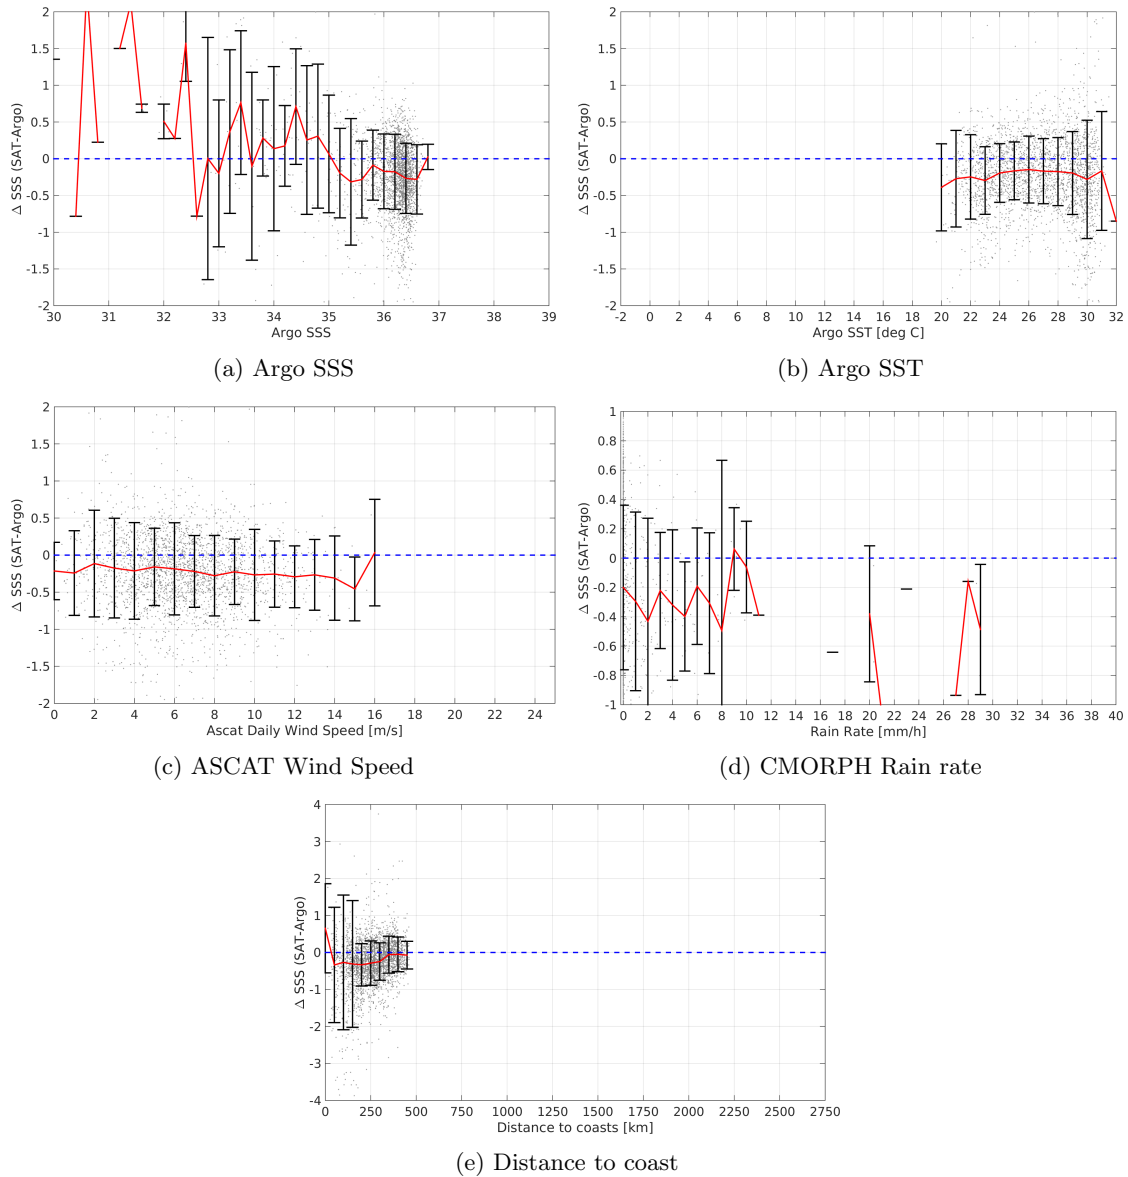 2
1.5
1
0.5
0
-0.5
-1
-1.5
-2
Δ SSS (SAT-Argo)
30 31 32 33 34 35 36 37 38 39
Argo SSS
(a) Argo SSS
2
1.5
1
0.5
0
-0.5
-1
-1.5
-2
Δ SSS (SAT-Argo)
-2 0 2 4 6 8 10 12 14 16 18 20 22 24 26 28 30 32
Argo SST [deg C]
(b) Argo SST
2
1.5
1
0.5
0
-0.5
-1
-1.5
-2
Δ SSS (SAT-Argo)
0 2 4 6 8 10 12 14 16 18 20 22 24
Ascat Daily Wind Speed [m/s]
(c) ASCAT Wind Speed
1
0.8
0.6
0.4
0.2
0
-0.2
-0.4
-0.6
-0.8
-1
Δ SSS (SAT-Argo)
0 2 4 6 8 10 12 14 16 18 20 22 24 26 28 30 32 34 36 38 40
Rain Rate [mm/h]
(d) CMORPH Rain rate
4
3
2
1
0
-1
-2
-3
-4
Δ SSS (SAT-Argo)
0 250 500 750 1000 1250 1500 1750 2000 2250 2500 2750
Distance to coasts [km]
(e) Distance to coast